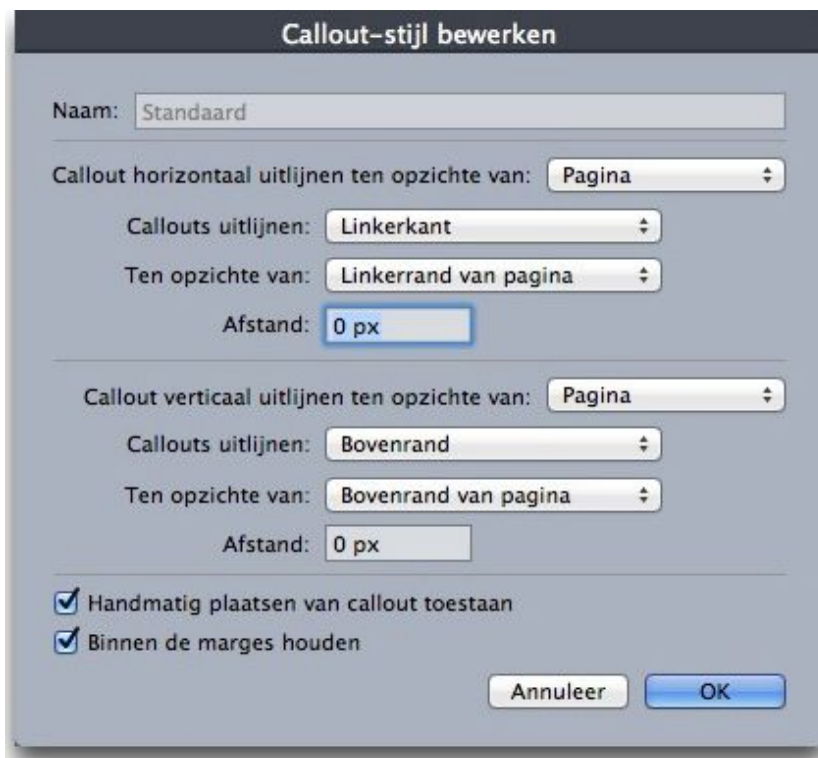 Callout-stijl bewerken
Naam: Standaard
Callout horizontaal uitlijnen ten opzichte van: Pagina
Callouts uitlijnen: Linkerkant
Ten opzichte van: Linkerrand van pagina
Afstand: 0 px
Callout verticaal uitlijnen ten opzichte van: Pagina
Callouts uitlijnen: Bovenrand
Ten opzichte van: Bovenrand van pagina
Afstand: 0 px
Handmatig plaatsen van callout toestaan
Binnen de marges houden
Annuleer OK